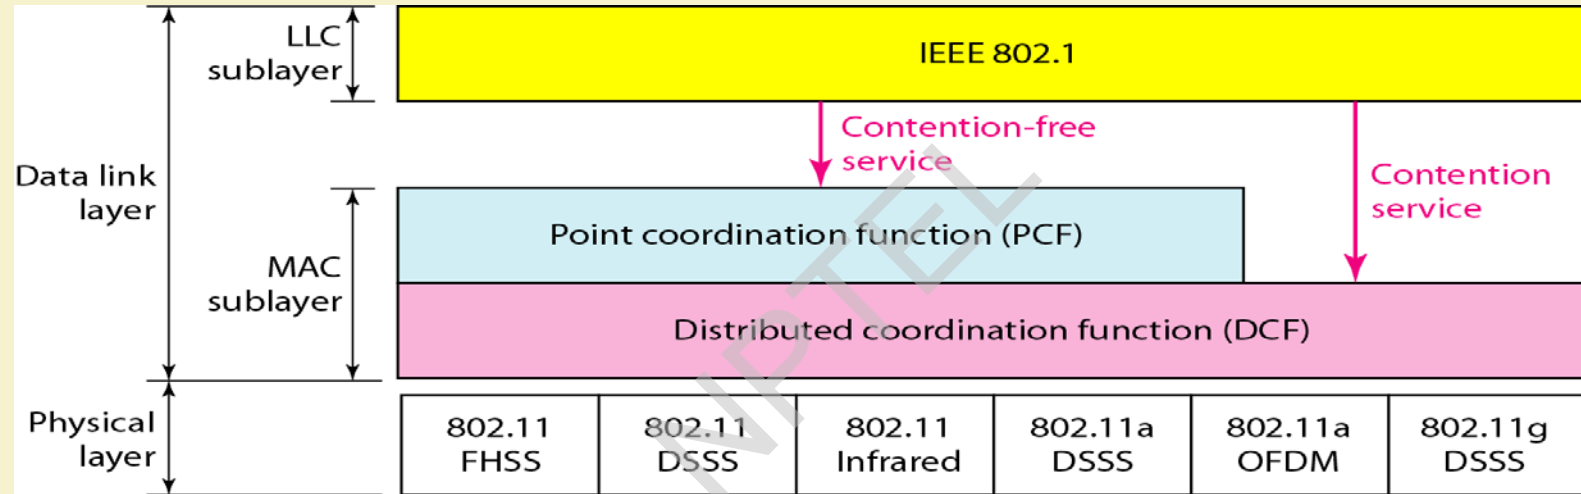 LLC
sublayer
IEEE 802.1
Contention-free
service
Contention
service
Data link
layer
Point coordination function (PCF)
MAC
sublayer
Distributed coordination function (DCF)
NPTEL
Physical
layer
802.11
FHSS
802.11
DSSS
802.11
Infrared
802.11a
DSSS
802.11a
OFDM
802.11g
DSSS